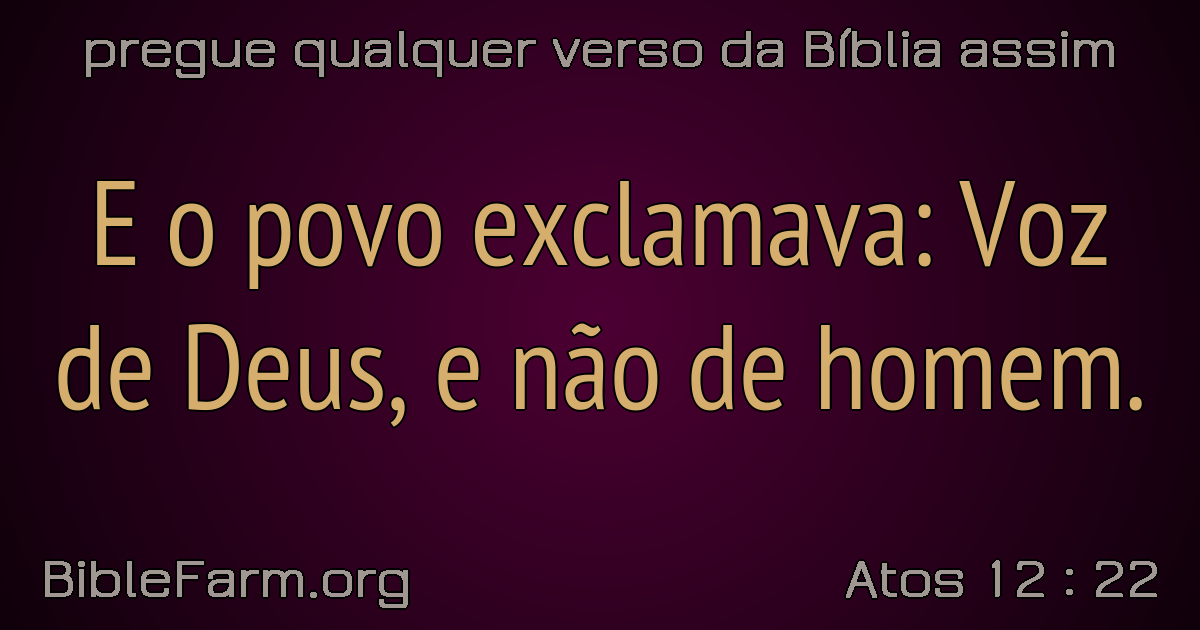 pregue qualquer verso da Bíblia assim
E o povo exclamava: Voz
de Deus, e não de homem.
BibleFarm.org
Atos 12 : 22